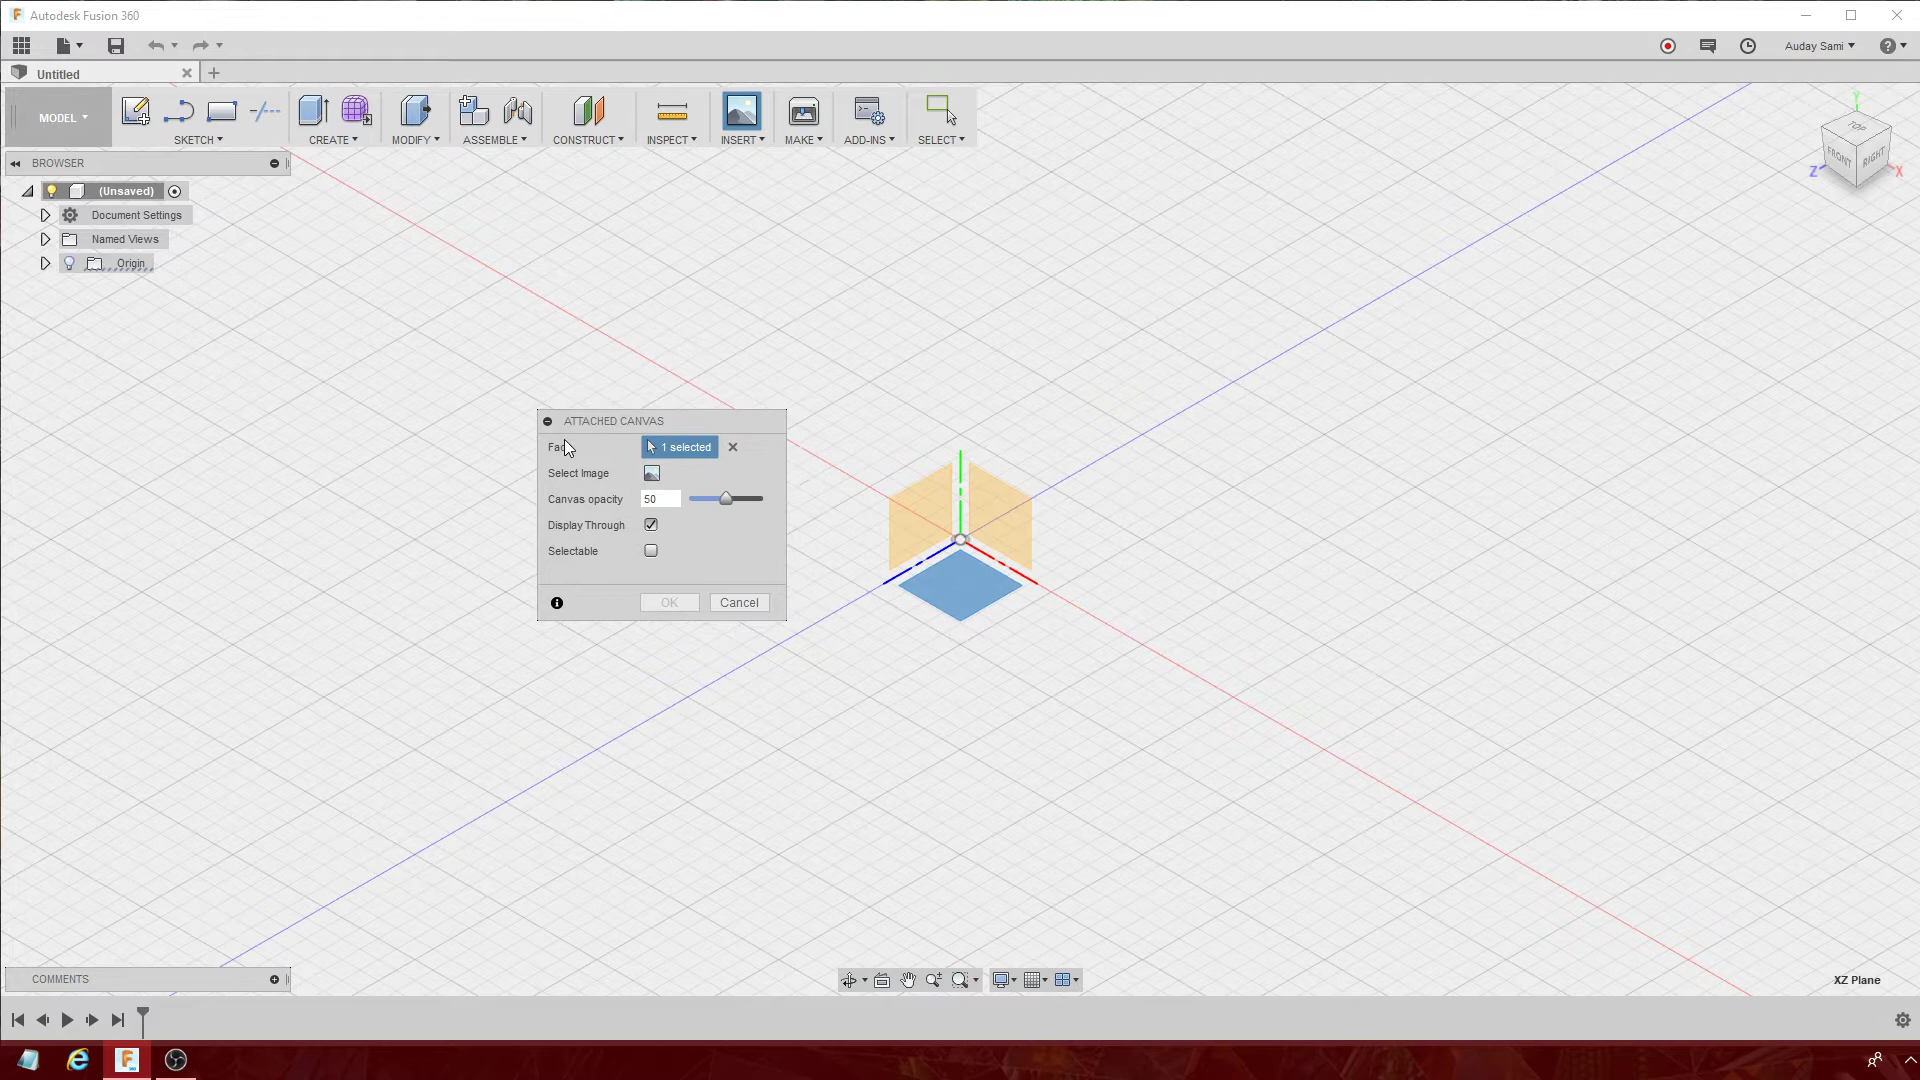 Autodesk Fusion 360
Auday Sami
Untitled
MODEL
SKETCH
CREATE
MODIFY
ASSEMBLE
CONSTRUCT
INSPECT
INSERT
MAKE
ADD-INS
SELECT
BROWSER
(Unsaved)
Document Settings
Named Views
Origin
Y
TOP
FRONT
RIGHT
Z
X
ATTACHED CANVAS
1 selected
Select Image
Canvas opacity
50
Display Through
Selectable
OK
Cancel
COMMENTS
XZ Plane